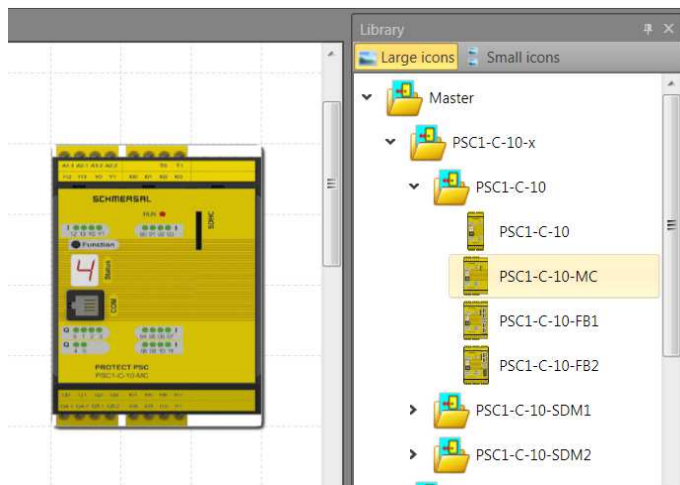 Library
Large icons
Small icons
Master
PSC1-C-10-x
PSC1-C-10
PSC1-C-10
PSC1-C-10-MC
PSC1-C-10-FB1
PSC1-C-10-FB2
PSC1-C-10-SDM1
PSC1-C-10-SDM2
SCHMERSAL
RUN
SDHC
Function
4
Status
COM
PROTECT PSC
PSC1-C-10-MC